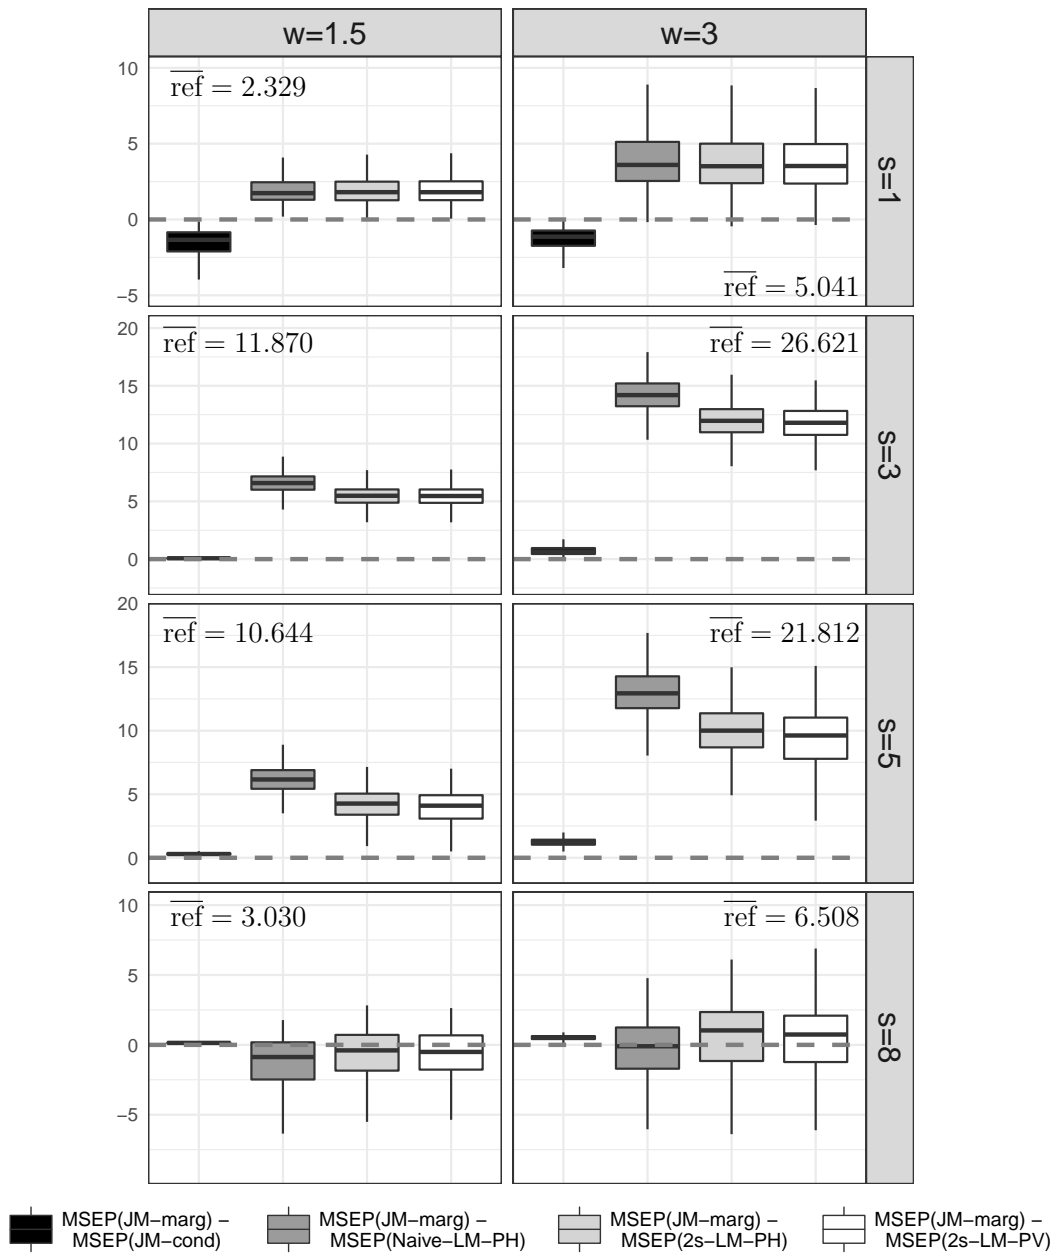 w=1.5
w=3
10
5
0
−5
ref = 2.329
ref = 5.041
s=1
20
15
10
5
0
ref = 11.870
ref = 26.621
s=3
20
15
10
5
0
ref = 10.644
ref = 21.812
s=5
10
5
0
−5
ref = 3.030
ref = 6.508
s=8
MSEP(JM−marg) −
MSEP(JM−cond)
MSEP(JM−marg) −
MSEP(Naive−LM−PH)
MSEP(JM−marg) −
MSEP(2s−LM−PH)
MSEP(JM−marg) −
MSEP(2s−LM−PV)